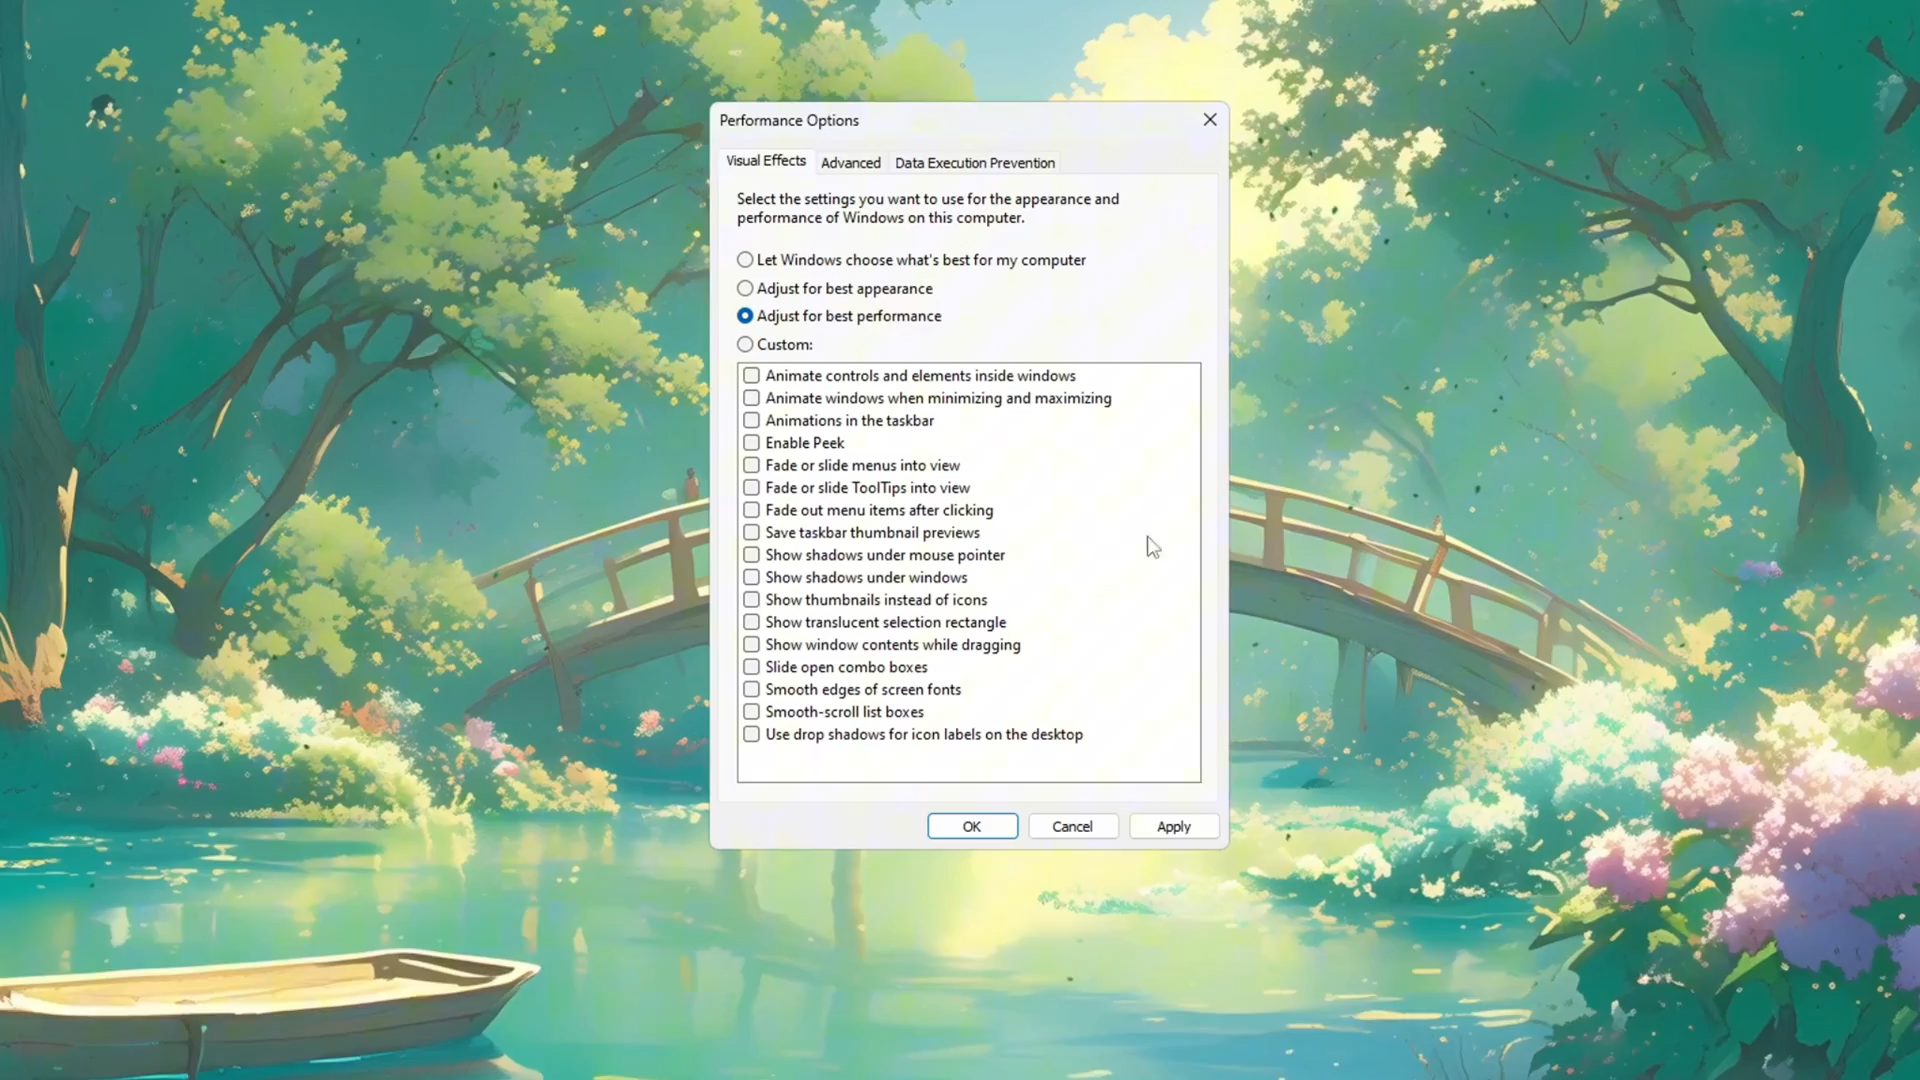 Performance Options
Visual Effects
Advanced
Data Execution Prevention
Select the settings you want to use for the appearance and
performance of Windows on this computer.
Let Windows choose what's best for my computer
Adjust for best appearance
Adjust for best performance
Custom:
Animate controls and elements inside windows
Animate windows when minimizing and maximizing
Animations in the taskbar
Enable Peek
Fade or slide menus into view
Fade or slide ToolTips into view
Fade out menu items after clicking
Save taskbar thumbnail previews
Show shadows under mouse pointer
Show shadows under windows
Show thumbnails instead of icons
Show translucent selection rectangle
Show window contents while dragging
Slide open combo boxes
Smooth edges of screen fonts
Smooth-scroll list boxes
Use drop shadows for icon labels on the desktop
OK
Cancel
Apply